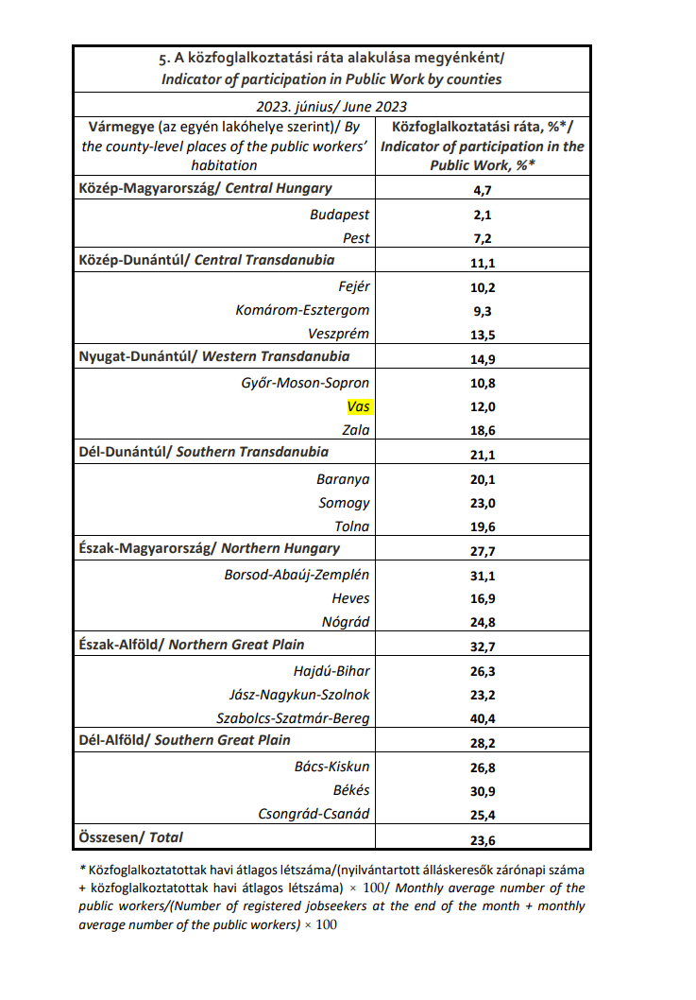 5. A közfoglalkoztatási ráta alakulása megyénként/
Indicator of participation in Public Work by counties
2023. június/ June 2023
Vármegye (az egyén lakóhelye szerint)/ By
the county-level places of the public workers’
habitation
Közfoglalkoztatási ráta, %*/
Indicator of participation in the
Public Work, %*
Közép-Magyarország/ Central Hungary 4,7
Budapest 2,1
Pest 7,2
Közép-Dunántúl/ Central Transdanubia 11,1
Fejér 10,2
Komárom-Esztergom 9,3
Veszprém 13,5
Nyugat-Dunántúl/ Western Transdanubia 14,9
Győr-Moson-Sopron 10,8
Vas 12,0
Zala 18,6
Dél-Dunántúl/ Southern Transdanubia 21,1
Baranya 20,1
Somogy 23,0
Tolna 19,6
Észak-Magyarország/ Northern Hungary 27,7
Borsod-Abaúj-Zemplén 31,1
Heves 16,9
Nógrád 24,8
Észak-Alföld/ Northern Great Plain 32,7
Hajdú-Bihar 26,3
Jász-Nagykun-Szolnok 23,2
Szabolcs-Szatmár-Bereg 40,4
Dél-Alföld/ Southern Great Plain 28,2
Bács-Kiskun 26,8
Békés 30,9
Csongrád-Csanád 25,4
Összesen/ Total 23,6
* Közfoglalkoztatottak havi átlagos létszáma/(nyilvántartott álláskeresők zárónapi száma
+ közfoglalkoztatottak havi átlagos létszáma) × 100/ Monthly average number of the
public workers/(Number of registered jobseekers at the end of the month + monthly
average number of the public workers) × 100